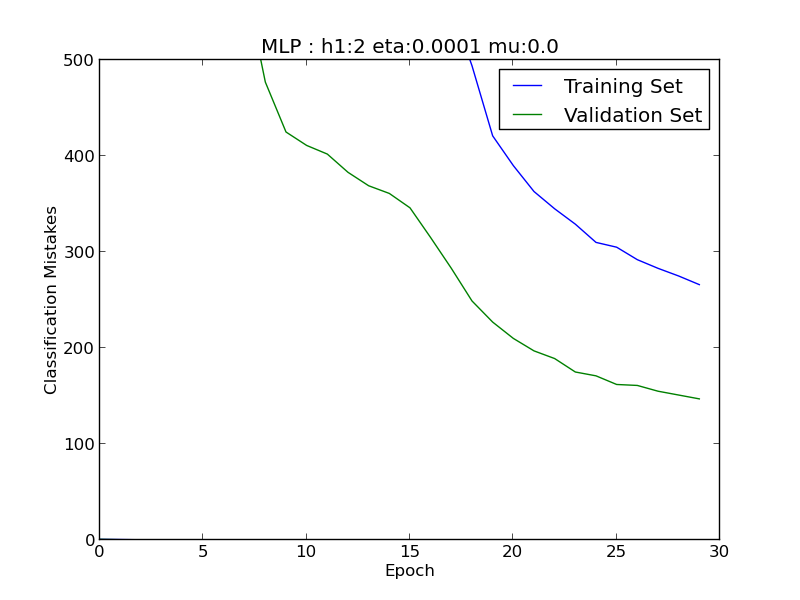 MLP : h1:2 eta:0.0001 mu:0.0
Training Set
Validation Set
500
400
300
200
100
0
Classification Mistakes
0 5 10 15 20 25 30
Epoch